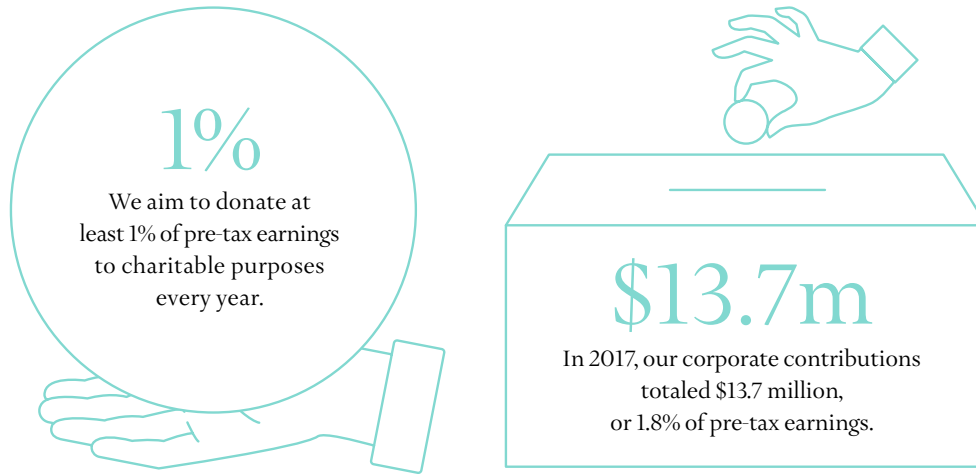 1%
We aim to donate at
least 1% of pre-tax earnings
to charitable purposes
every year.
$13.7m
In 2017, our corporate contributions
totaled $13.7 million,
or 1.8% of pre-tax earnings.